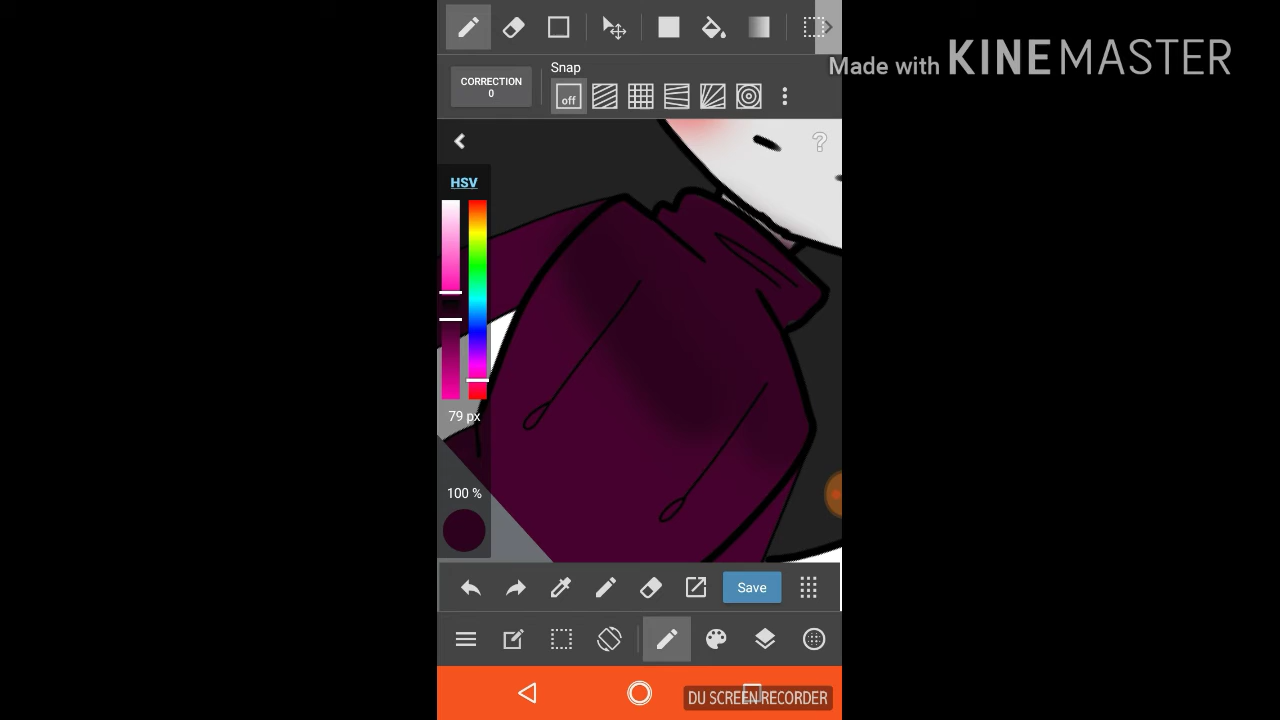 Made with KINEMASTER
CORRECTION
0
Snap
off
?
HSV
79 px
100 %
Save
DU SCREEN RECORDER